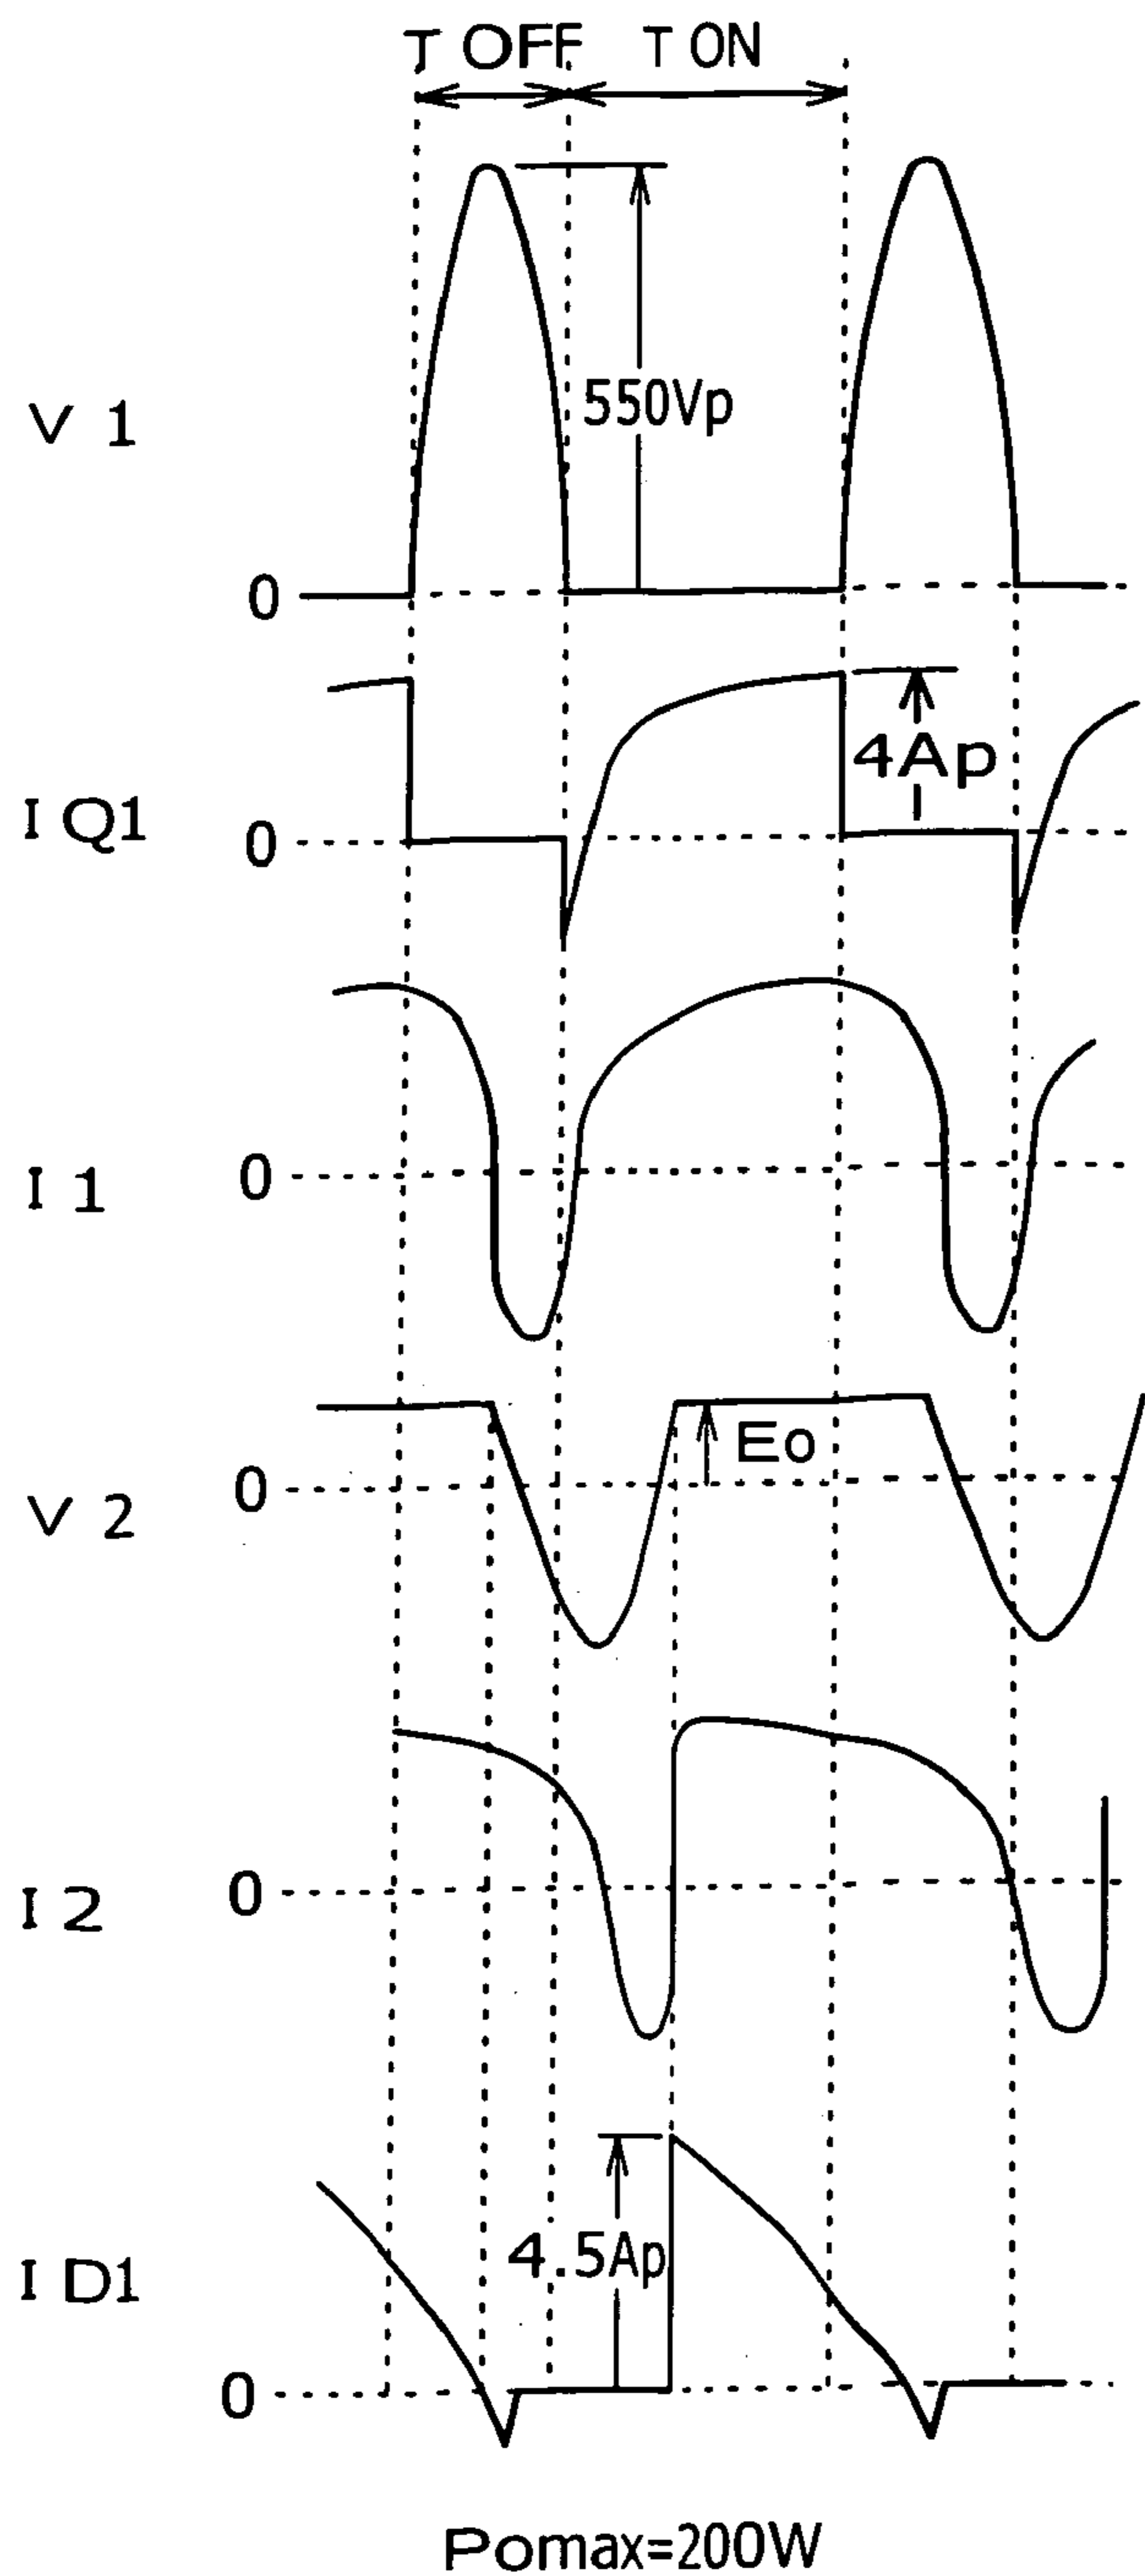 T OFF T ON
550Vp
V 1
0
4Ap
I Q1
0
I 1
0
Eo
V 2
0
I 2
0
4.5Ap
I D1
0
Pomax=200W